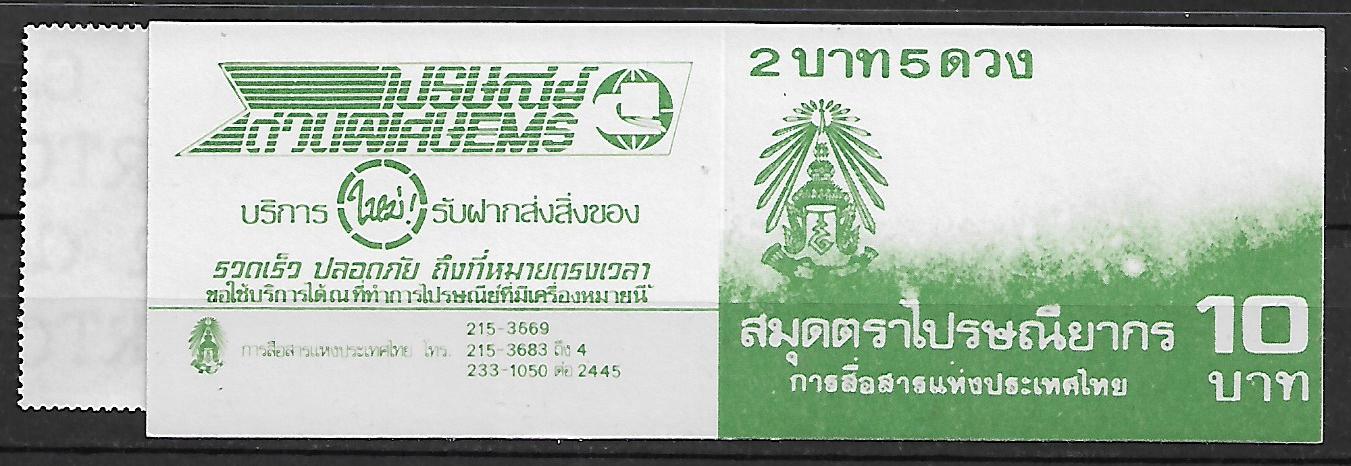 ไปรษณีย์
ด่วนพิเศษEMS
บริการ ใหม่! รับฝากส่งสิ่งของ
รวดเร็ว ปลอดภัย ถึงที่หมายตรงเวลา
ขอใช้บริการได้ณที่ทำการไปรษณีย์ที่มีเครื่องหมายนี้
215-3669
การสื่อสารแห่งประเทศไทย โทร. 215-3683 ถึง 4
233-1050 ต่อ 2445
2 บาท 5 ดวง
สมุดตราไปรษณียากร 10
การสื่อสารแห่งประเทศไทย บาท